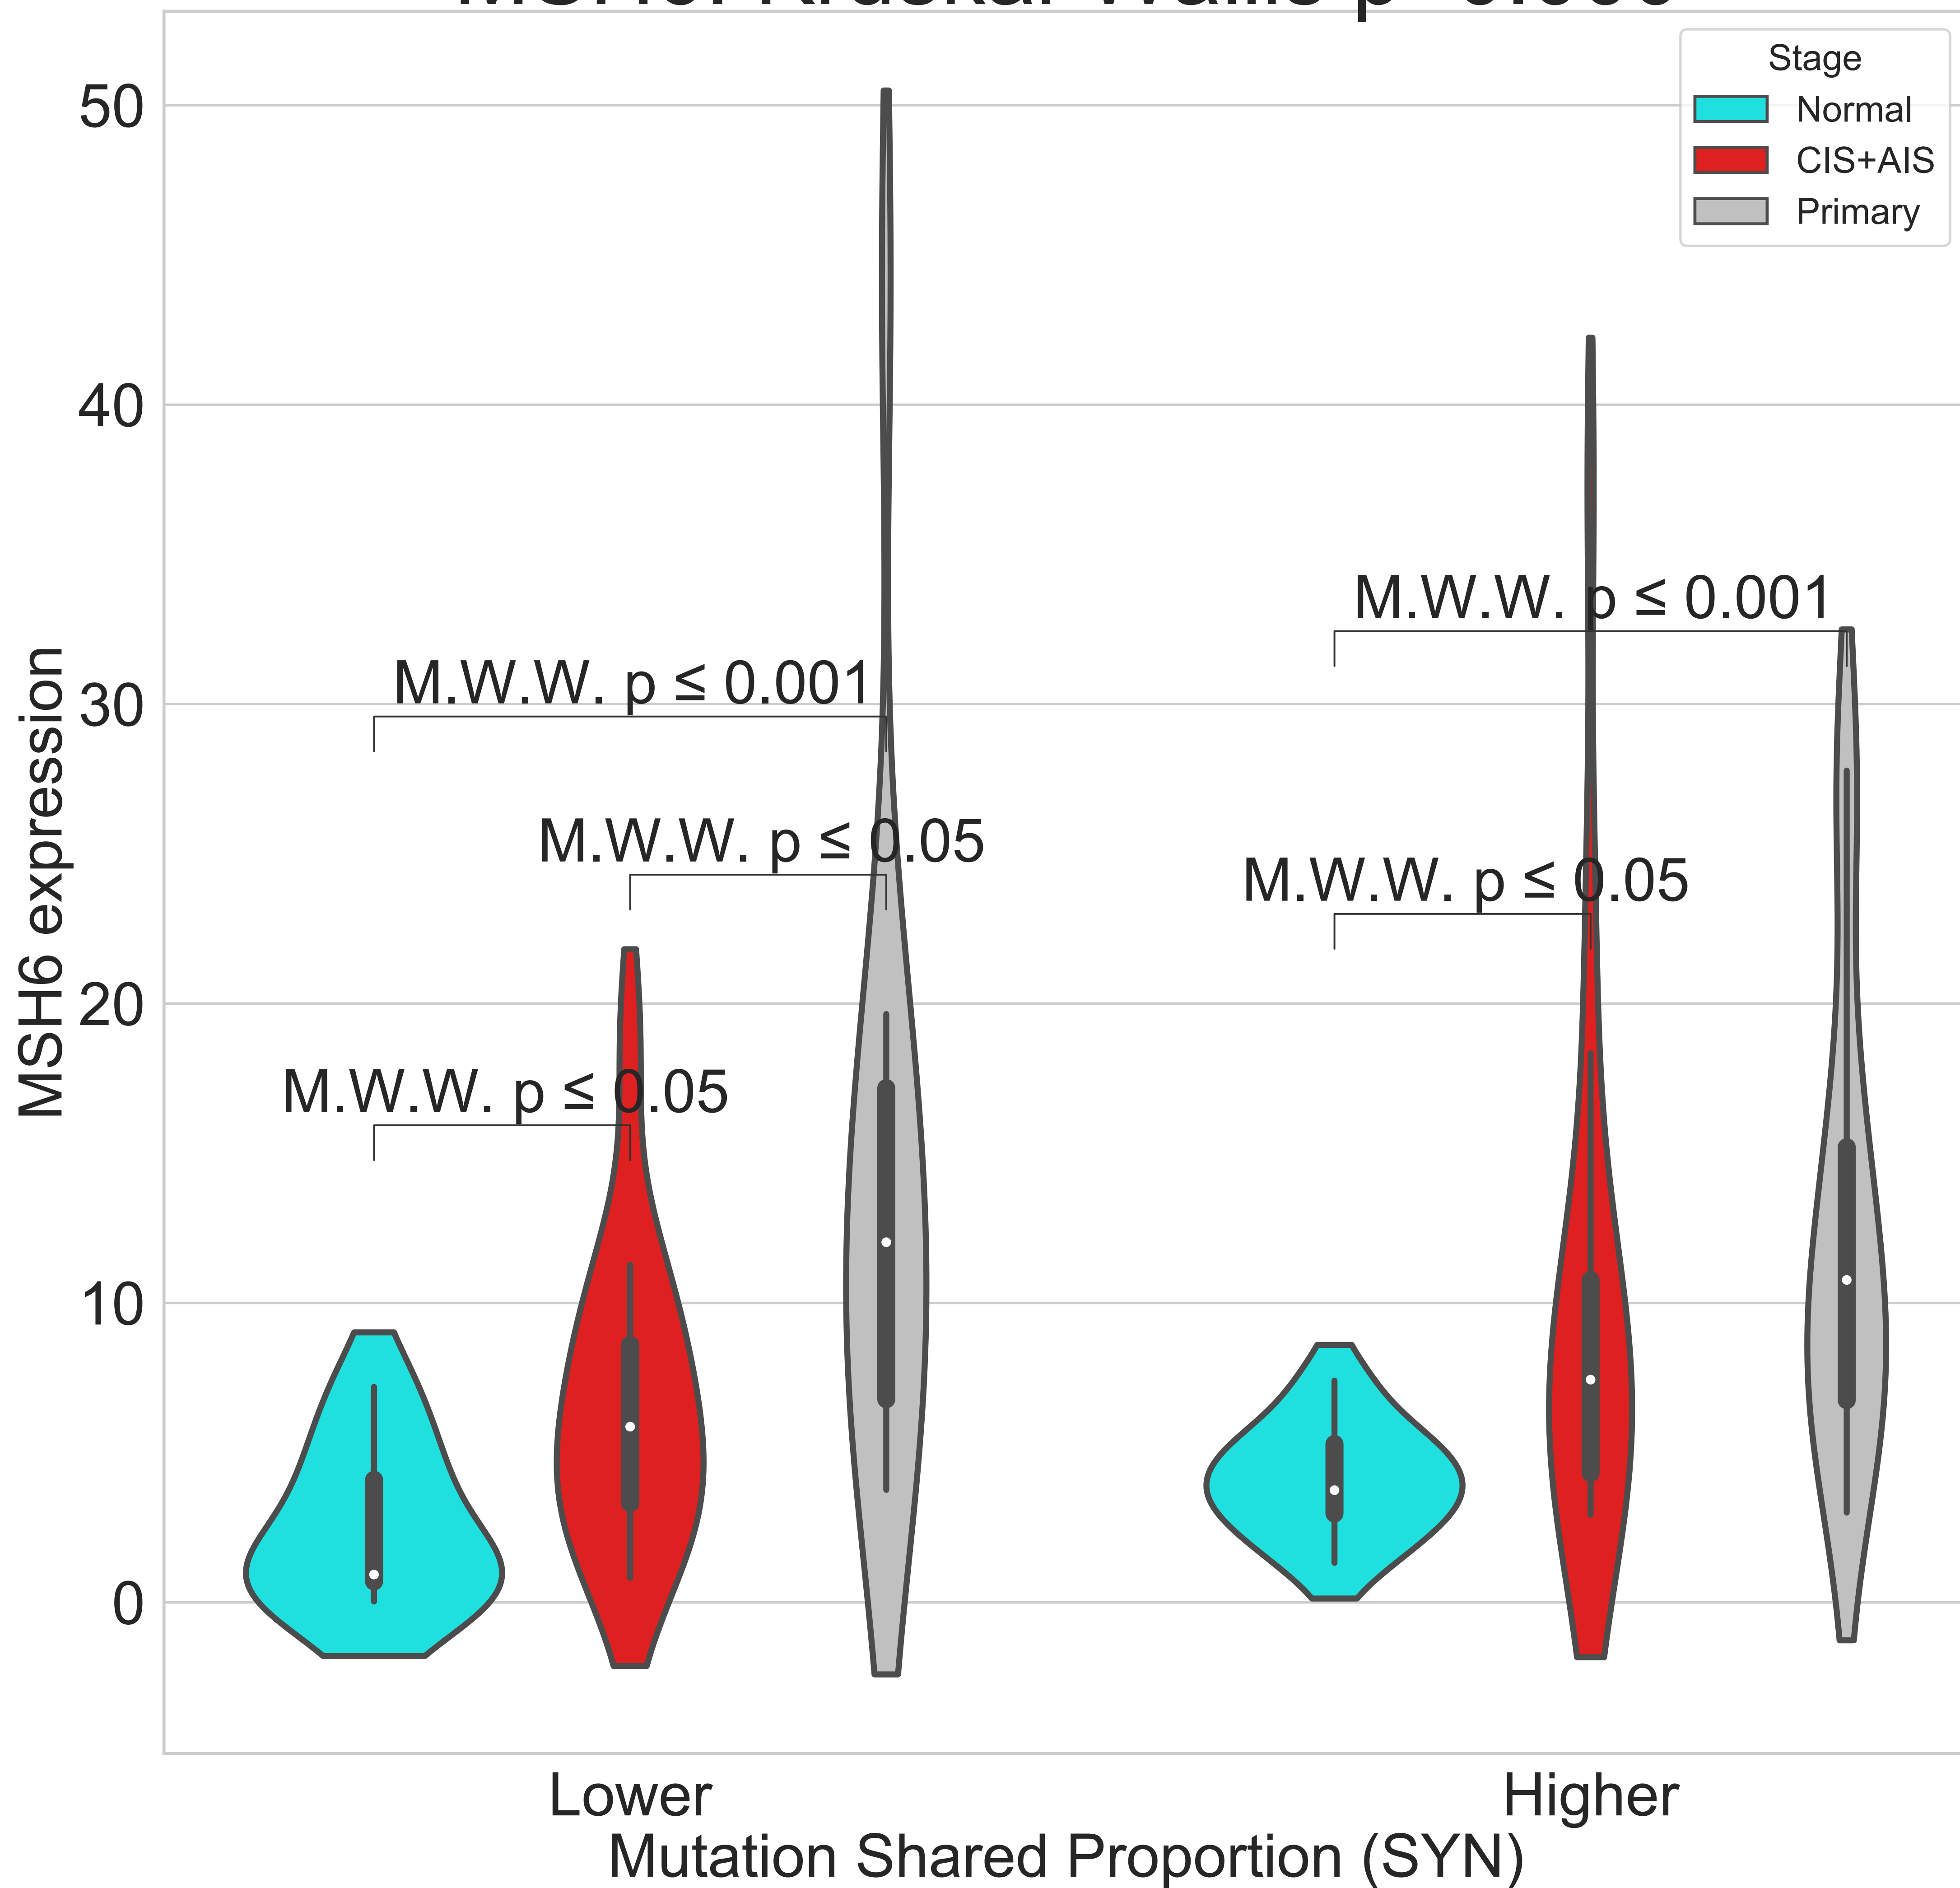 Stage
Normal
CIS+AIS
Primary
50
40
30
20
10
0
MSH6 expression
M.W.W. p ≤ 0.001
M.W.W. p ≤ 0.001
M.W.W. p ≤ 0.05
M.W.W. p ≤ 0.05
M.W.W. p ≤ 0.05
Lower
Higher
Mutation Shared Proportion (SYN)